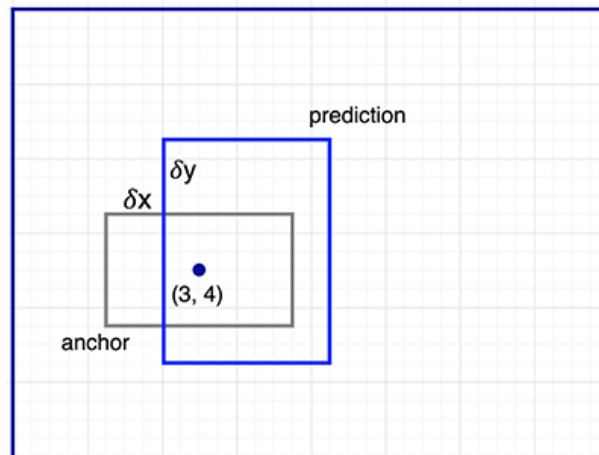 prediction
δy
δx
(3, 4)
anchor